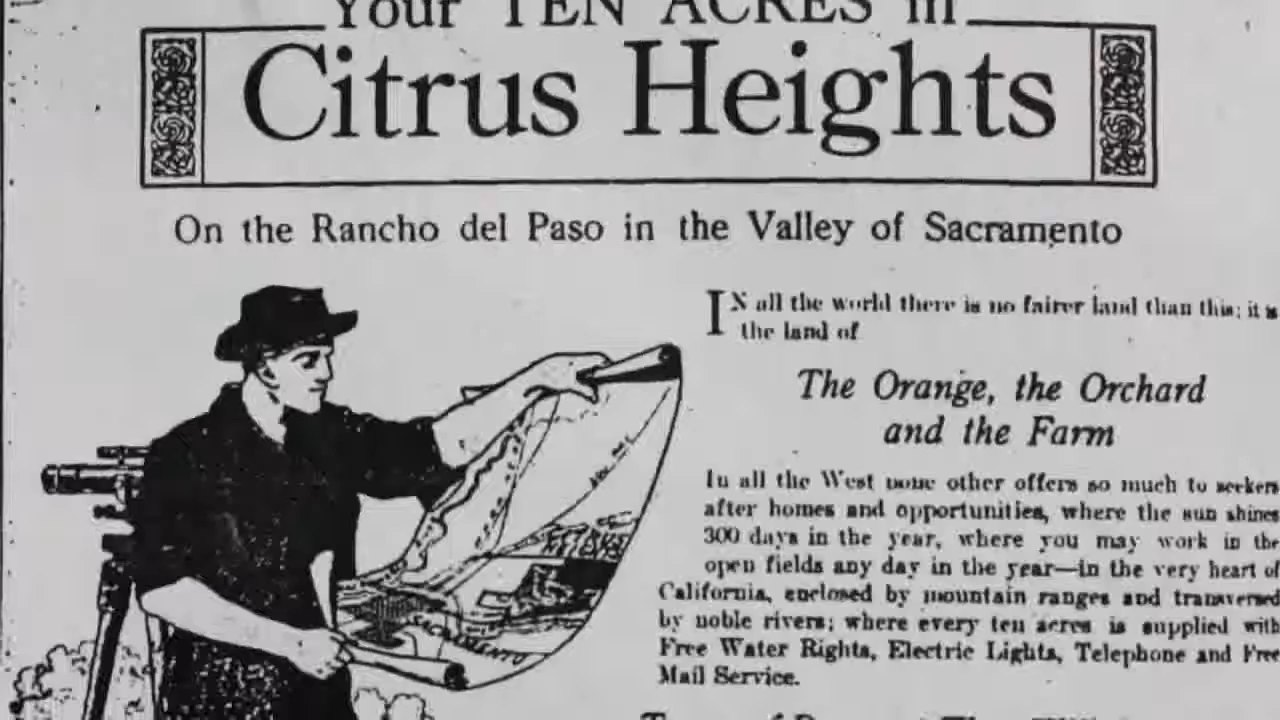 Your TEN ACRES in
Citrus Heights
On the Rancho del Paso in the Valley of Sacramento
IN all the world there is no fairer land than this; it is
the land of
The Orange, the Orchard
and the Farm
In all the West none other offers so much to seekers
after homes and opportunities, where the sun shines
300 days in the year, where you may work in the
open fields any day in the year—in the very heart of
California, enclosed by mountain ranges and transversed
by noble rivers; where every ten acres is supplied with
Free Water Rights, Electric Lights, Telephone and Free
Mail Service.
SACRAMENTO